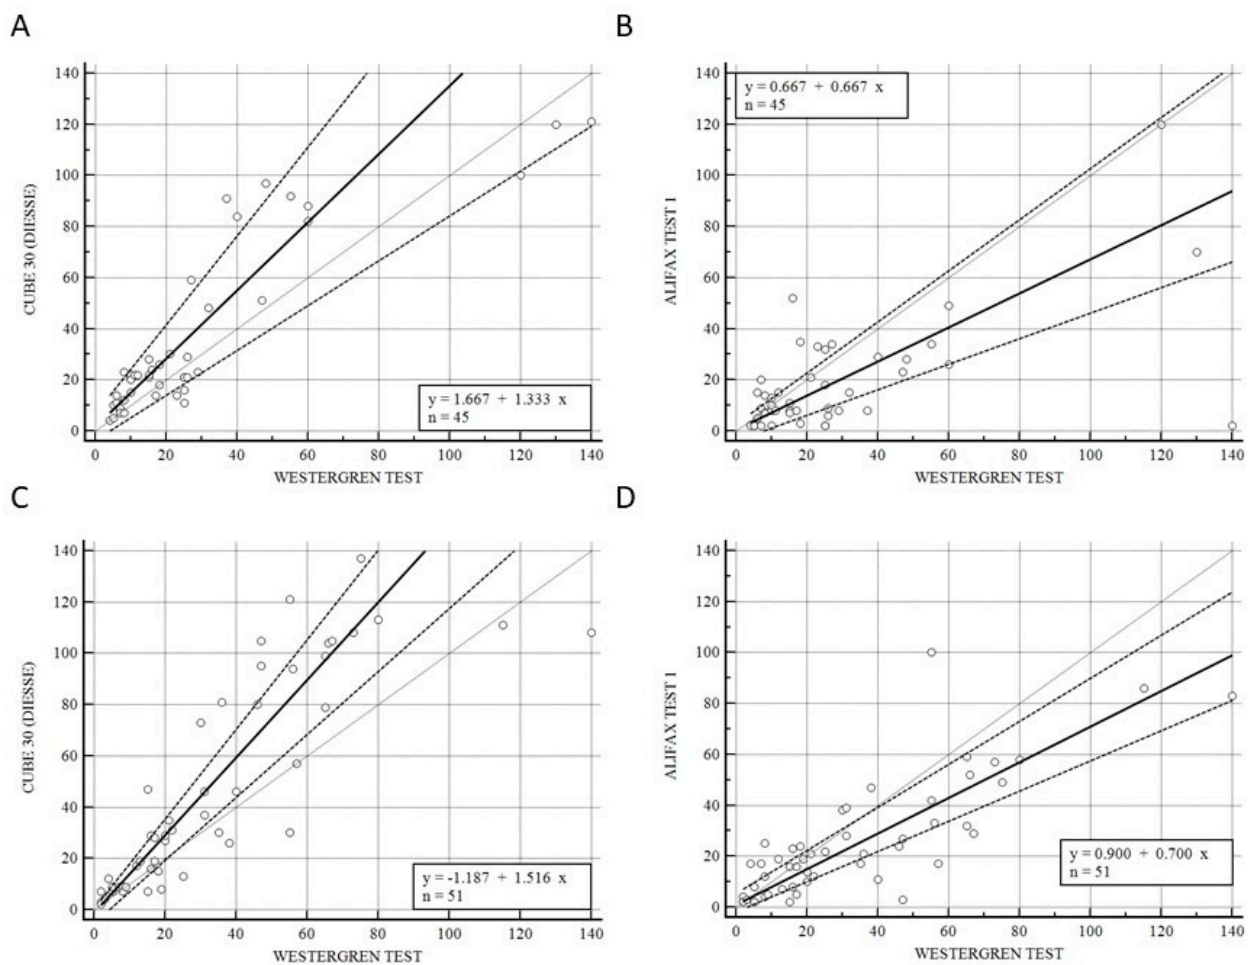 A
B
140
120
100
80
60
40
20
0
CUBE 30 (DIESSE)
y = 1.667 + 1.333 x
n = 45
0 20 40 60 80 100 120 140
WESTERGREN TEST
140
120
100
80
60
40
20
0
ALIFAX TEST 1
y = 0.667 + 0.667 x
n = 45
0 20 40 60 80 100 120 140
WESTERGREN TEST
C
D
140
120
100
80
60
40
20
0
CUBE 30 (DIESSE)
y = -1.187 + 1.516 x
n = 51
0 20 40 60 80 100 120 140
WESTERGREN TEST
140
120
100
80
60
40
20
0
ALIFAX TEST 1
y = 0.900 + 0.700 x
n = 51
0 20 40 60 80 100 120 140
WESTERGREN TEST